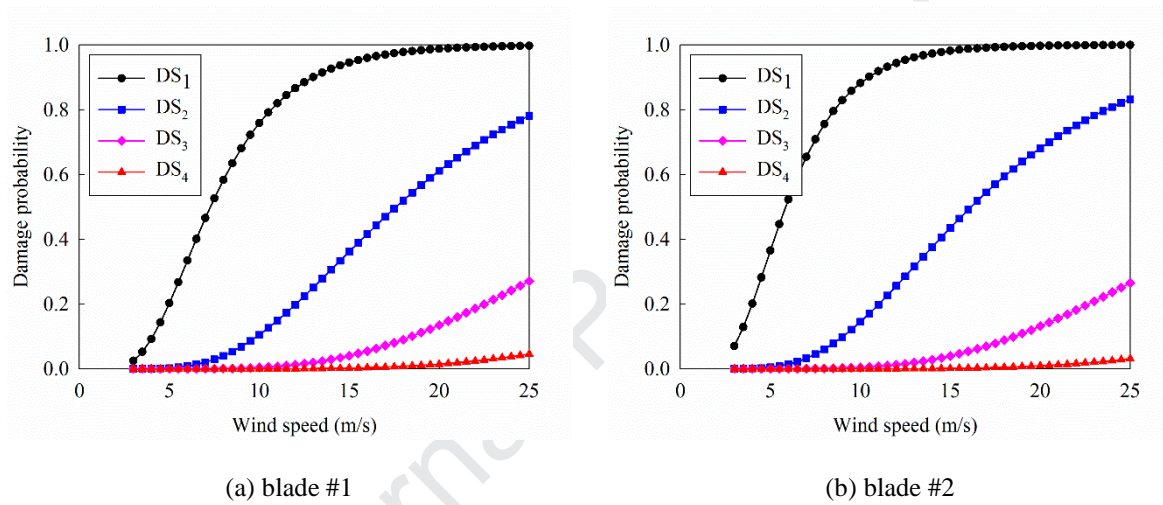 1.0
0.8
0.6
0.4
0.2
0.0
0
5
10
15
20
25
Damage probability
Wind speed (m/s)
DS1
DS2
DS3
DS4
(a) blade #1
1.0
0.8
0.6
0.4
0.2
0.0
0
5
10
15
20
25
Damage probability
Wind speed (m/s)
DS1
DS2
DS3
DS4
(b) blade #2